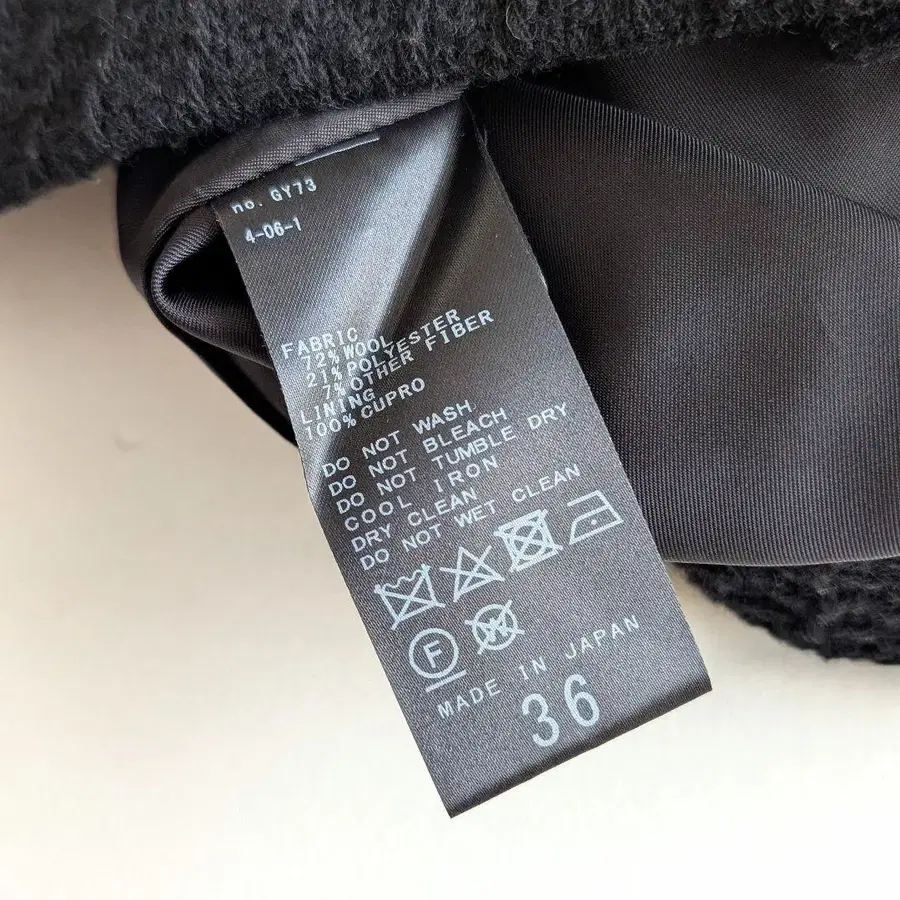 no. GY73
4-06-1
FABRIC
72%WOOL
21%POLYESTER
7%OTHER FIBER
LINING
100%CUPRO
DO NOT WASH
DO NOT BLEACH
DO NOT TUMBLE DRY
COOL IRON
DRY CLEAN
DO NOT WET CLEAN
F W
MADE IN JAPAN
36